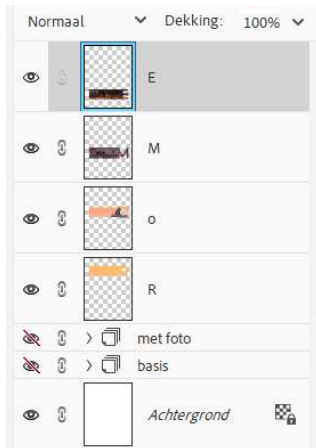 Normaal Dekking: 100%
E
M
o
R
met foto
basis
Achtergrond